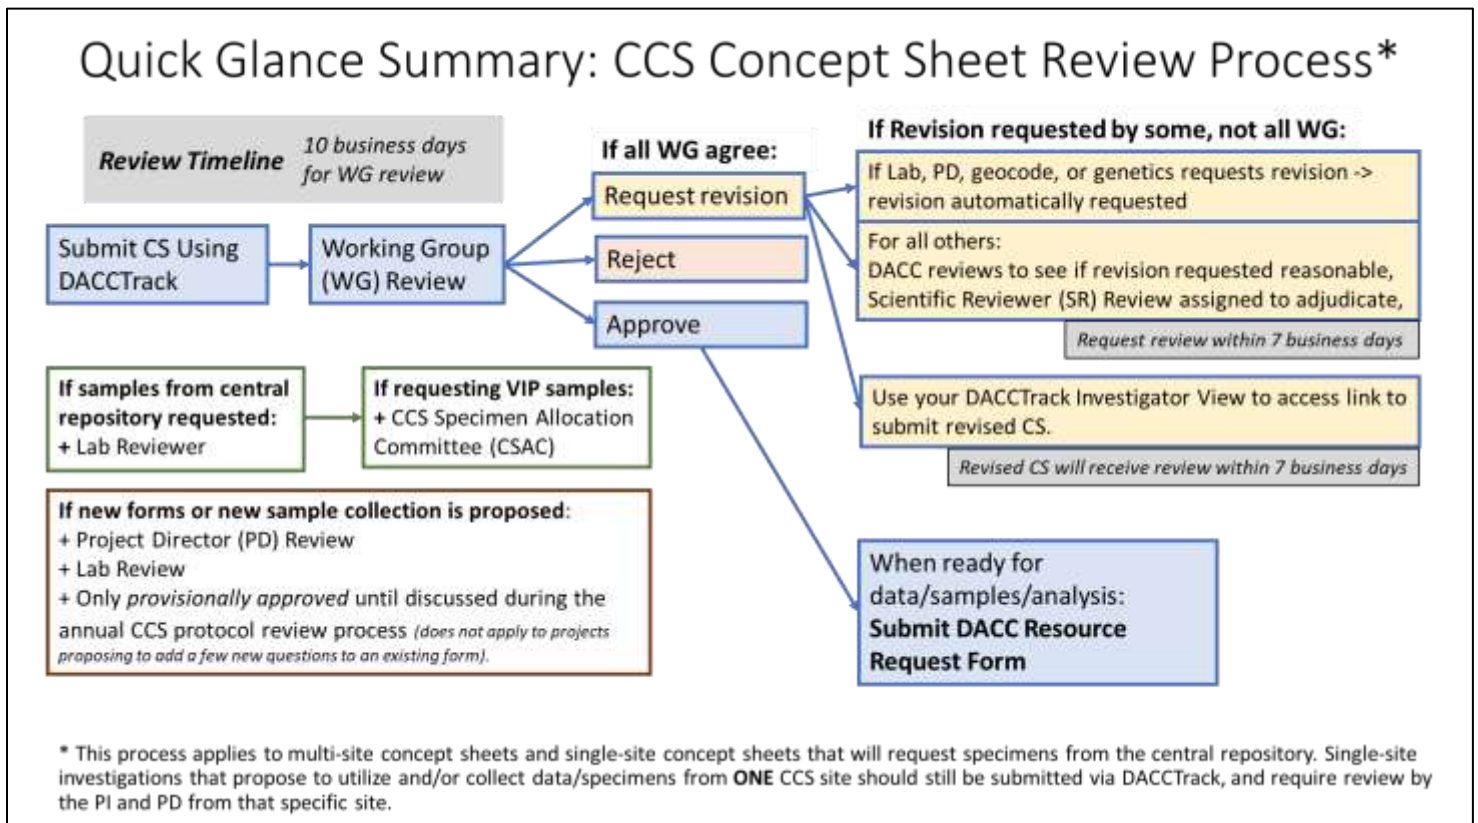 Quick Glance Summary: CCS Concept Sheet Review Process*
Review Timeline
10 business days
for WG review
Submit CS Using
DACCTrack
Working Group
(WG) Review
If all WG agree:
Request revision
Reject
Approve
If Revision requested by some, not all WG:
If Lab, PD, geocode, or genetics requests revision ->
revision automatically requested
For all others:
DACC reviews to see if revision requested reasonable,
Scientific Reviewer (SR) Review assigned to adjudicate,
Request review within 7 business days
Use your DACCTrack Investigator View to access link to
submit revised CS.
Revised CS will receive review within 7 business days
If samples from central
repository requested:
+ Lab Reviewer
If requesting VIP samples:
+ CCS Specimen Allocation
Committee (CSAC)
If new forms or new sample collection is proposed:
+ Project Director (PD) Review
+ Lab Review
+ Only provisionally approved until discussed during the
annual CCS protocol review process (does not apply to projects
proposing to add a few new questions to an existing form).
When ready for
data/samples/analysis:
Submit DACC Resource
Request Form
* This process applies to multi-site concept sheets and single-site concept sheets that will request specimens from the central repository. Single-site
investigations that propose to utilize and/or collect data/specimens from ONE CCS site should still be submitted via DACCTrack, and require review by
the PI and PD from that specific site.